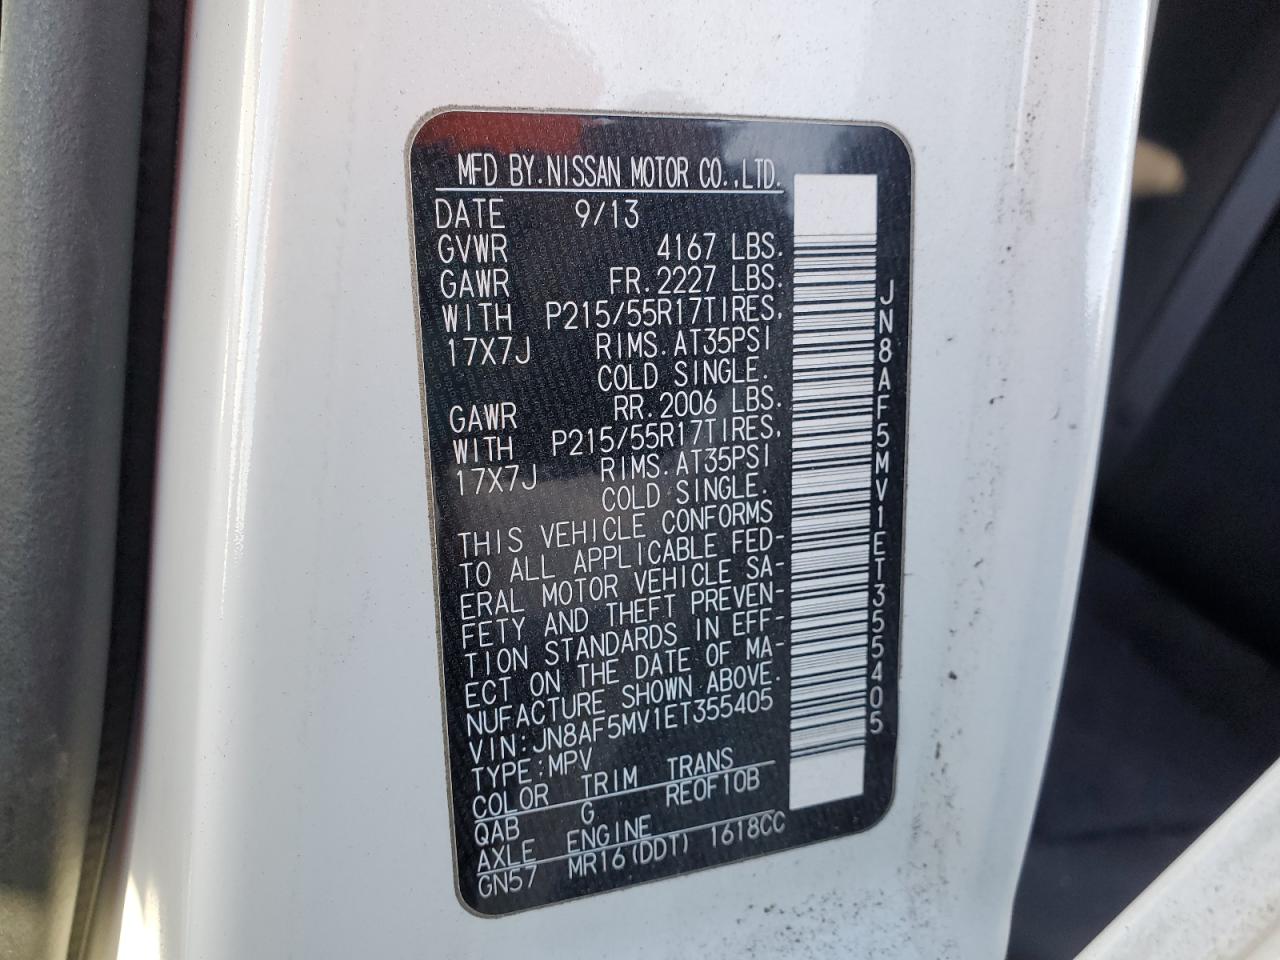 MFD BY.NISSAN MOTOR CO.,LTD.
DATE 9/13
GVWR 4167 LBS.
GAWR FR.2227 LBS.
WITH P215/55R17TIRES,
17X7J RIMS.AT35PSI
COLD SINGLE.
GAWR RR.2006 LBS.
WITH P215/55R17TIRES,
17X7J RIMS.AT35PSI
COLD SINGLE.
THIS VEHICLE CONFORMS
TO ALL APPLICABLE FED-
ERAL MOTOR VEHICLE SA-
FETY AND THEFT PREVEN-
TION STANDARDS IN EFF-
ECT ON THE DATE OF MA-
NUFACTURE SHOWN ABOVE.
VIN:JN8AF5MV1ET355405
TYPE:MPV
COLOR TRIM TRANS
QAB G REOF10B
AXLE ENGINE
GN57 MR16(DDT) 1618CC
JN8AF5MV1ET355405